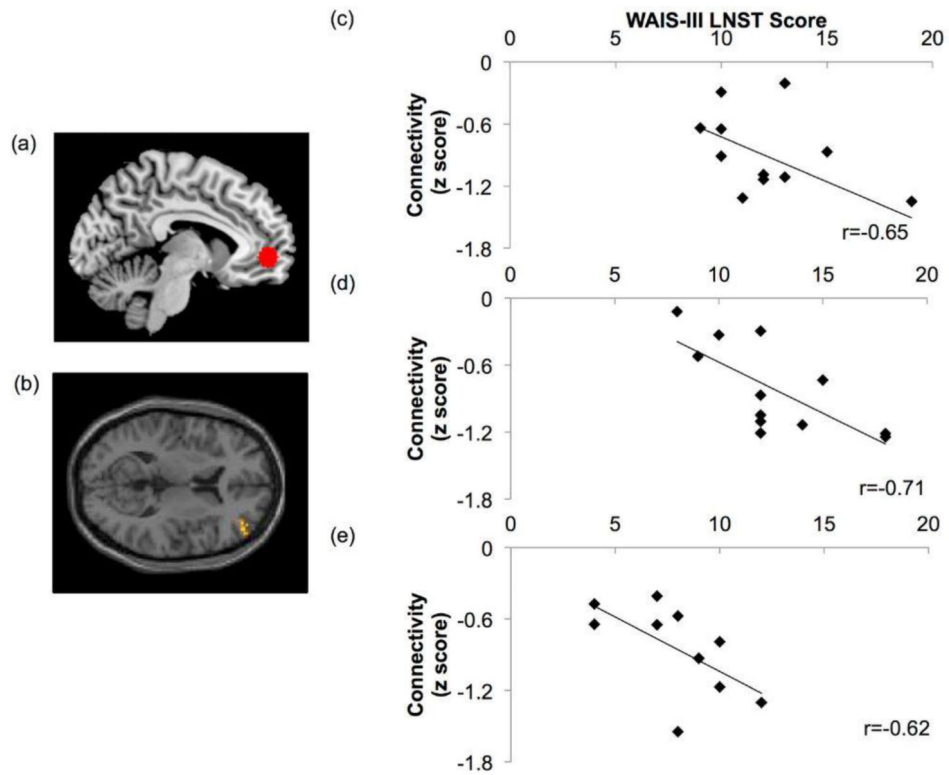 (a)
(b)
(c)
WAIS-III LNST Score
0 5 10 15 20
0
-0.6
-1.2
-1.8
Connectivity
(z score)
r=-0.65
(d)
0 5 10 15 20
0
-0.6
-1.2
-1.8
Connectivity
(z score)
r=-0.71
(e)
0 5 10 15 20
0
-0.6
-1.2
-1.8
Connectivity
(z score)
r=-0.62